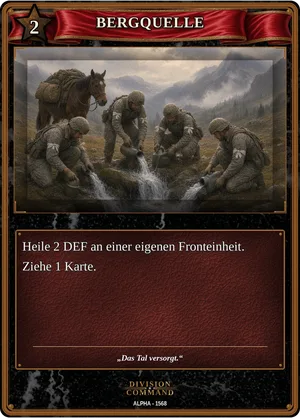 2
BERGQUELLE
Heile 2 DEF an einer eigenen Fronteinheit.
Ziehe 1 Karte.
„Das Tal versorgt.“
DIVISION
COMMAND
ALPHA - 1568